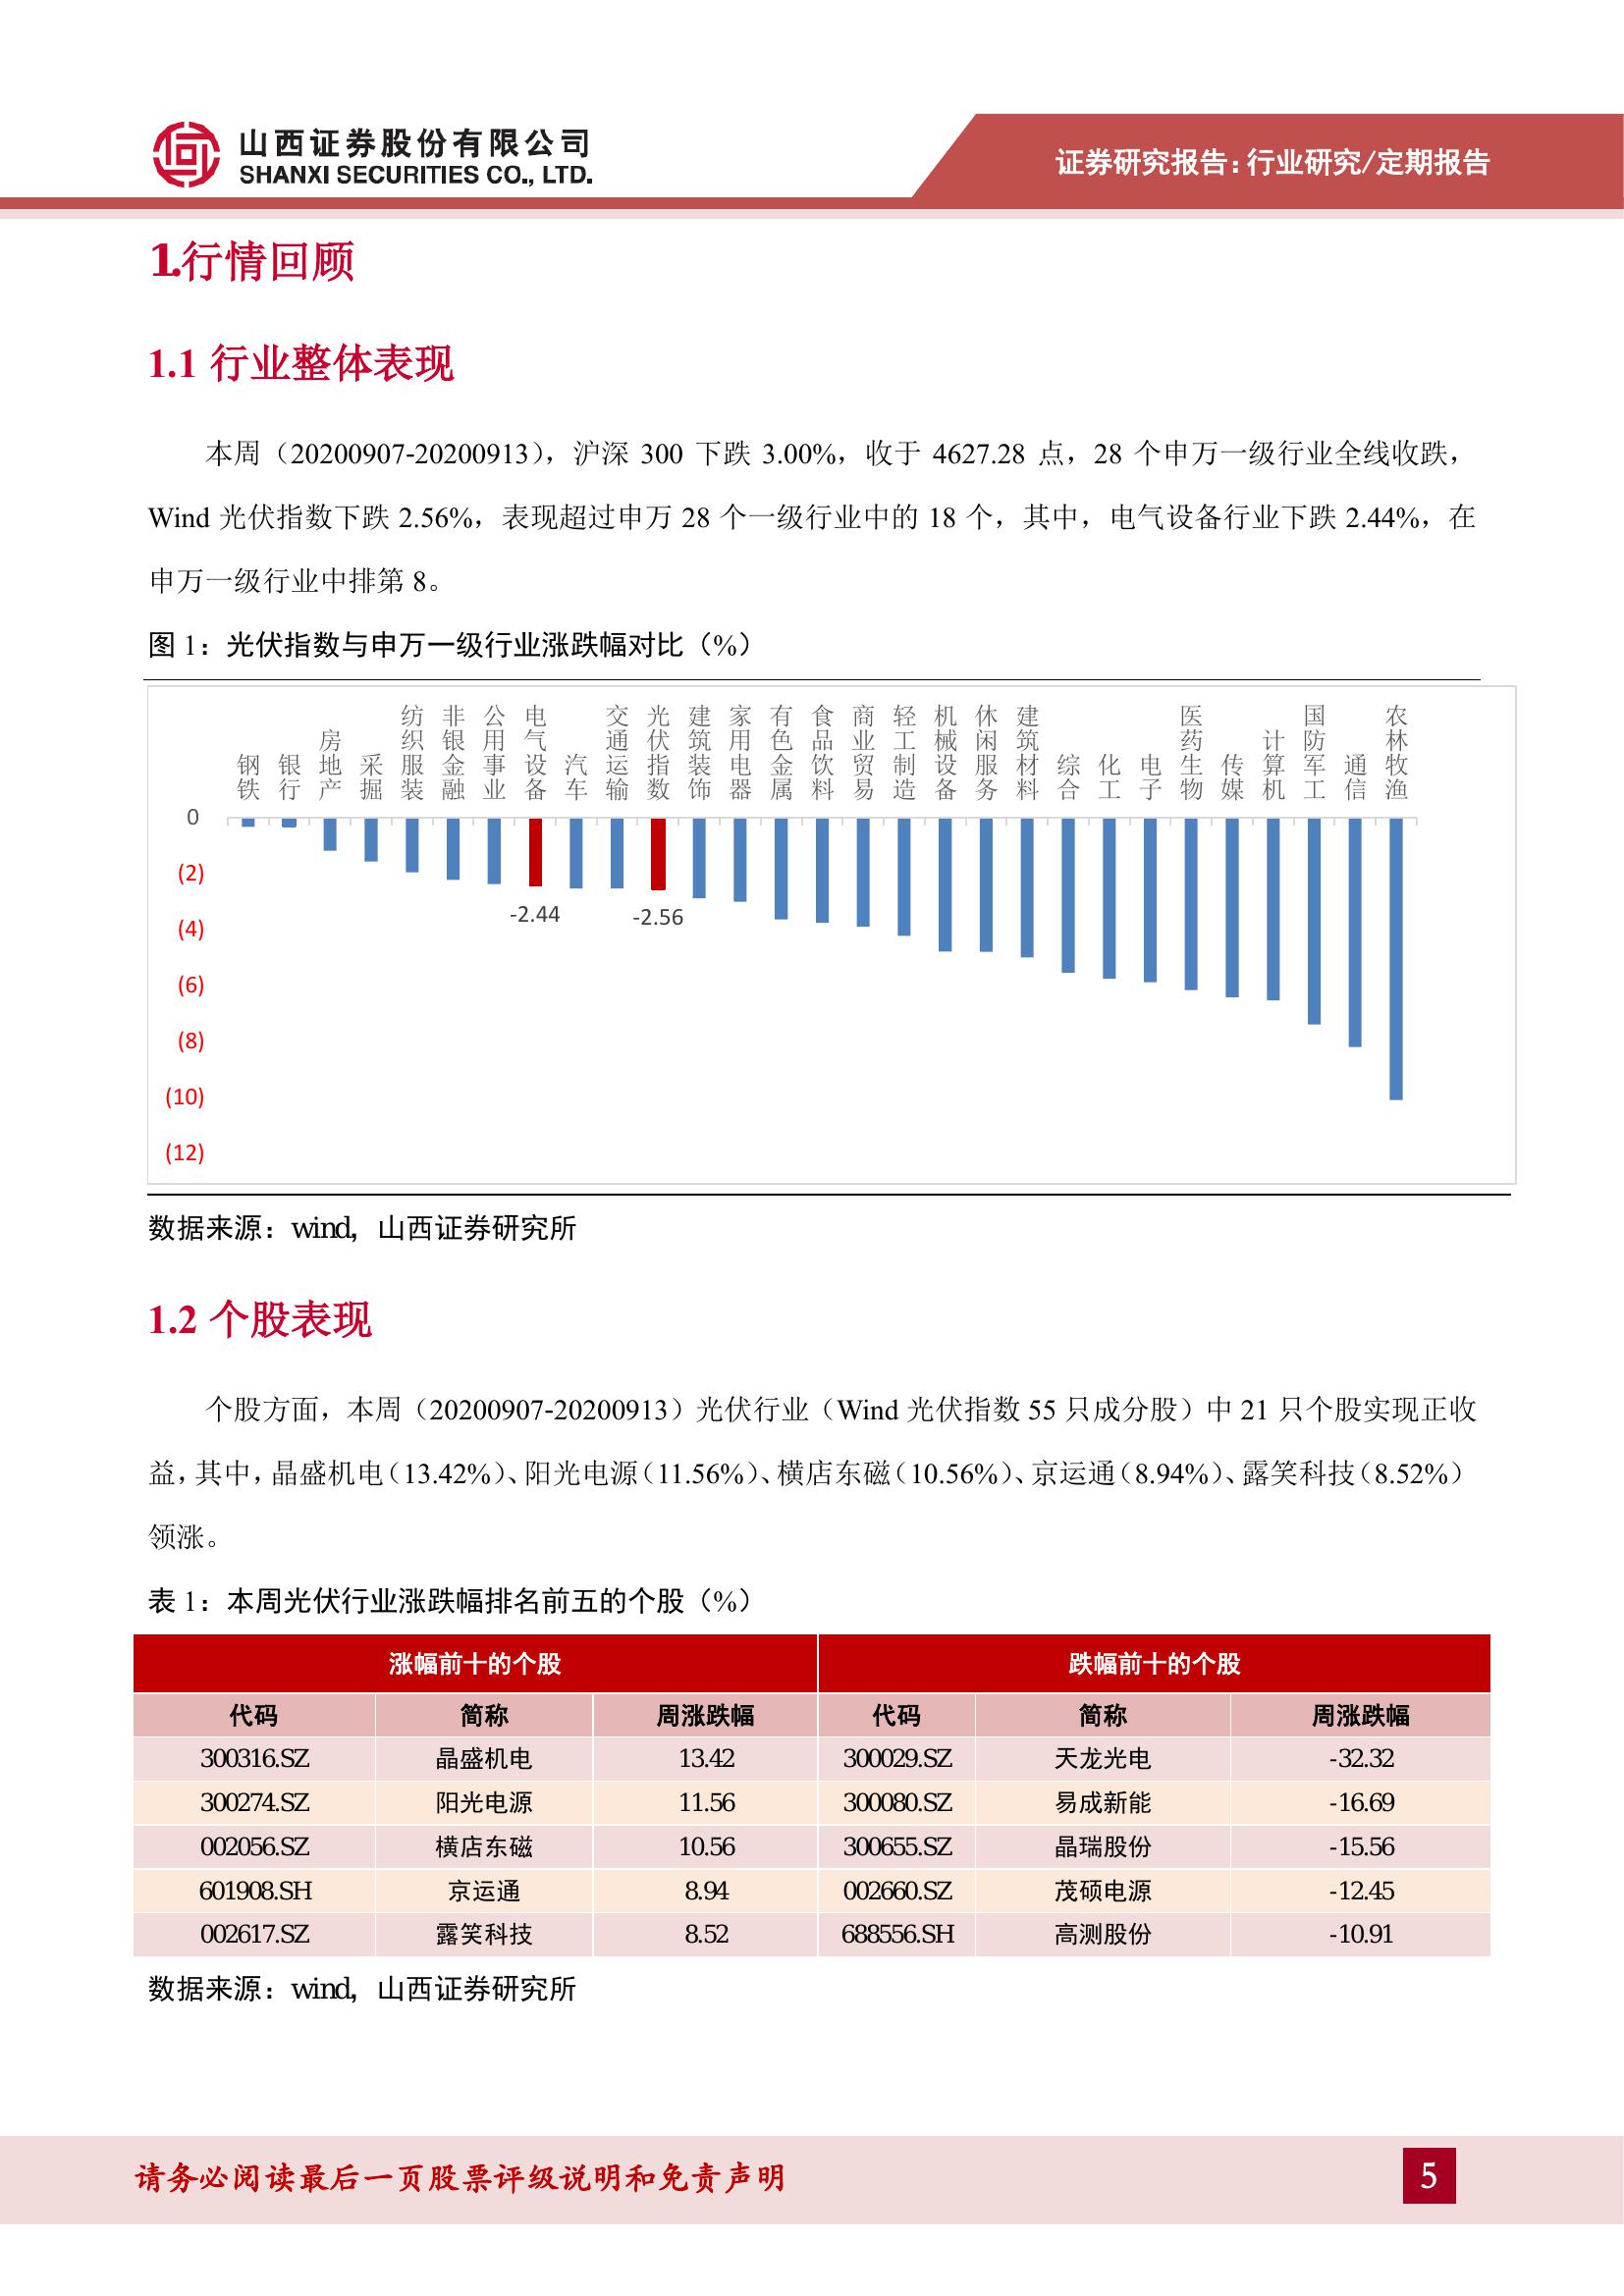 山西证券股份有限公司
SHANXI SECURITIES CO., LTD.
证券研究报告:行业研究/定期报告
1.行情回顾
1.1 行业整体表现
本周（20200907-20200913），沪深 300 下跌 3.00%，收于 4627.28 点，28 个申万一级行业全线收跌，
Wind 光伏指数下跌 2.56%，表现超过申万 28 个一级行业中的 18 个，其中，电气设备行业下跌 2.44%，在
申万一级行业中排第 8。
图 1：光伏指数与申万一级行业涨跌幅对比（%）
钢铁
银行
房地产
采掘
纺织服装
非银金融
公用事业
电气设备
汽车
交通运输
光伏指数
建筑装饰
家用电器
有色金属
食品饮料
商业贸易
轻工制造
机械设备
休闲服务
建筑材料
综合
化工
电子
医药生物
传媒
计算机
国防军工
通信
农林牧渔
0
(2)
(4)
(6)
(8)
(10)
(12)
-2.44
-2.56
数据来源：wind，山西证券研究所
1.2 个股表现
个股方面，本周（20200907-20200913）光伏行业（Wind 光伏指数 55 只成分股）中 21 只个股实现正收
益，其中，晶盛机电（13.42%）、阳光电源（11.56%）、横店东磁（10.56%）、京运通（8.94%）、露笑科技（8.52%）
领涨。
表 1：本周光伏行业涨跌幅排名前五的个股（%）
涨幅前十的个股 跌幅前十的个股
代码 简称 周涨跌幅 代码 简称 周涨跌幅
300316.SZ 晶盛机电 13.42 300029.SZ 天龙光电 -32.32
300274.SZ 阳光电源 11.56 300080.SZ 易成新能 -16.69
002056.SZ 横店东磁 10.56 300655.SZ 晶瑞股份 -15.56
601908.SH 京运通 8.94 002660.SZ 茂硕电源 -12.45
002617.SZ 露笑科技 8.52 688556.SH 高测股份 -10.91
数据来源：wind，山西证券研究所
请务必阅读最后一页股票评级说明和免责声明
5